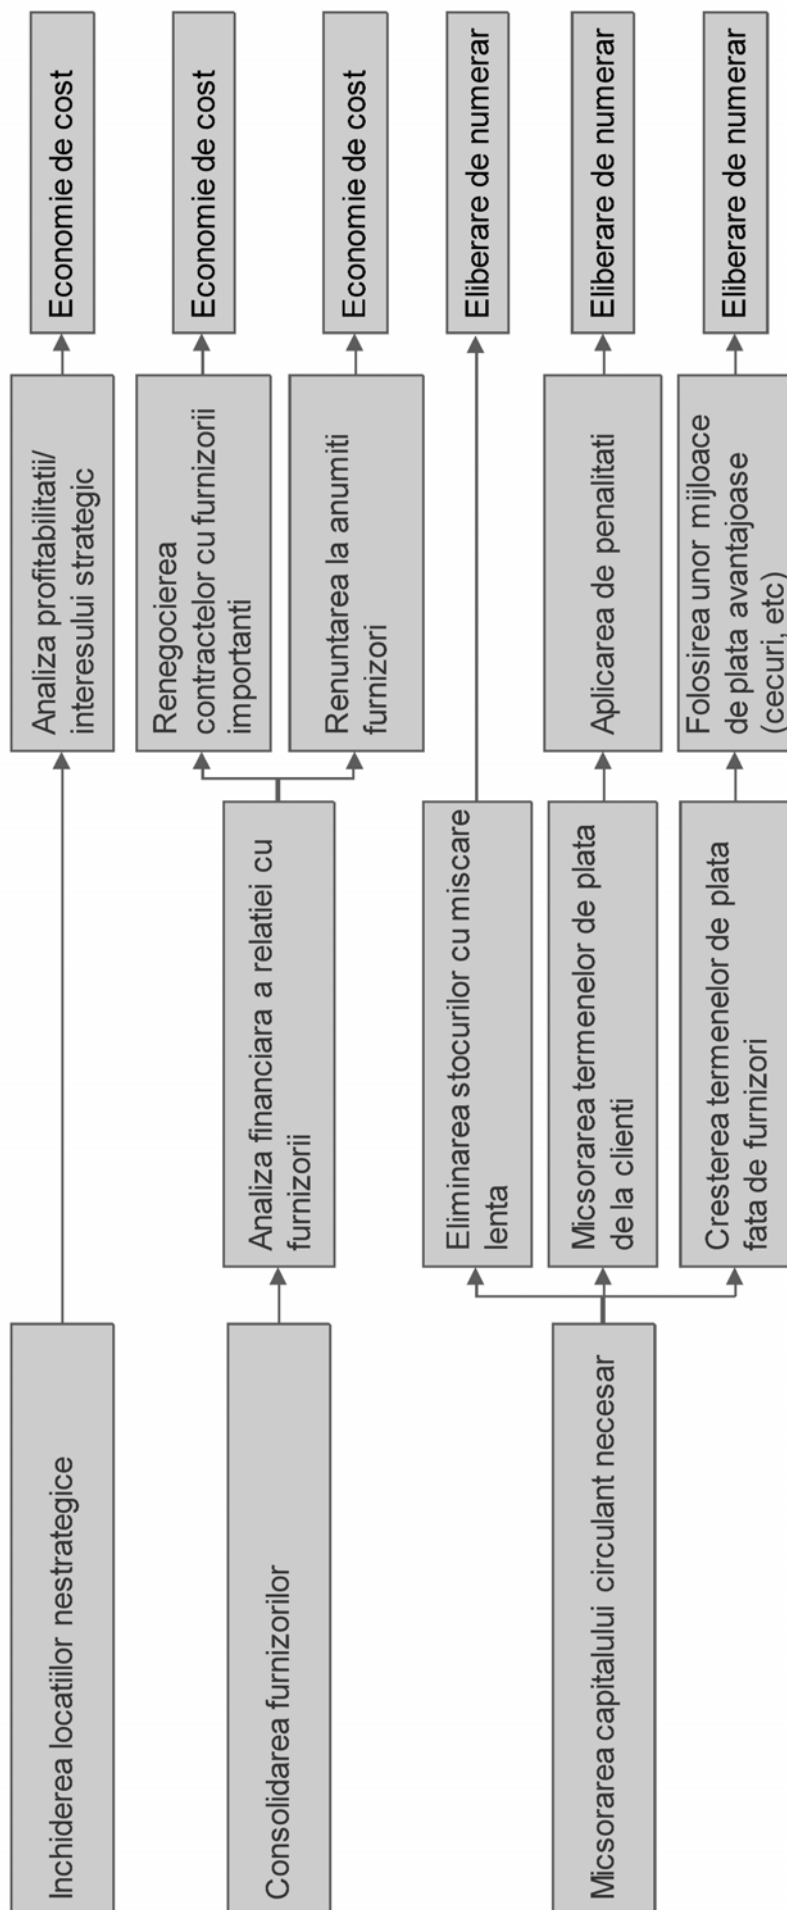 Inchiderea locatiilor nestrategice
Analiza profitabilitatii/
interesului strategic
Economie de cost
Consolidarea furnizorilor
Analiza financiara a relatiei cu
furnizorii
Renegocierea
contractelor cu furnizorii
importanti
Economie de cost
Renuntarea la anumiti
furnizori
Economie de cost
Micsorarea capitalului circulant necesar
Eliminarea stocurilor cu miscare
lenta
Eliberare de numerar
Micsorarea termenelor de plata
de la clienti
Aplicarea de penalitati
Eliberare de numerar
Cresterea termenelor de plata
fata de furnizori
Folosirea unor mijloace
de plata avantajoase
(cecuri, etc)
Eliberare de numerar